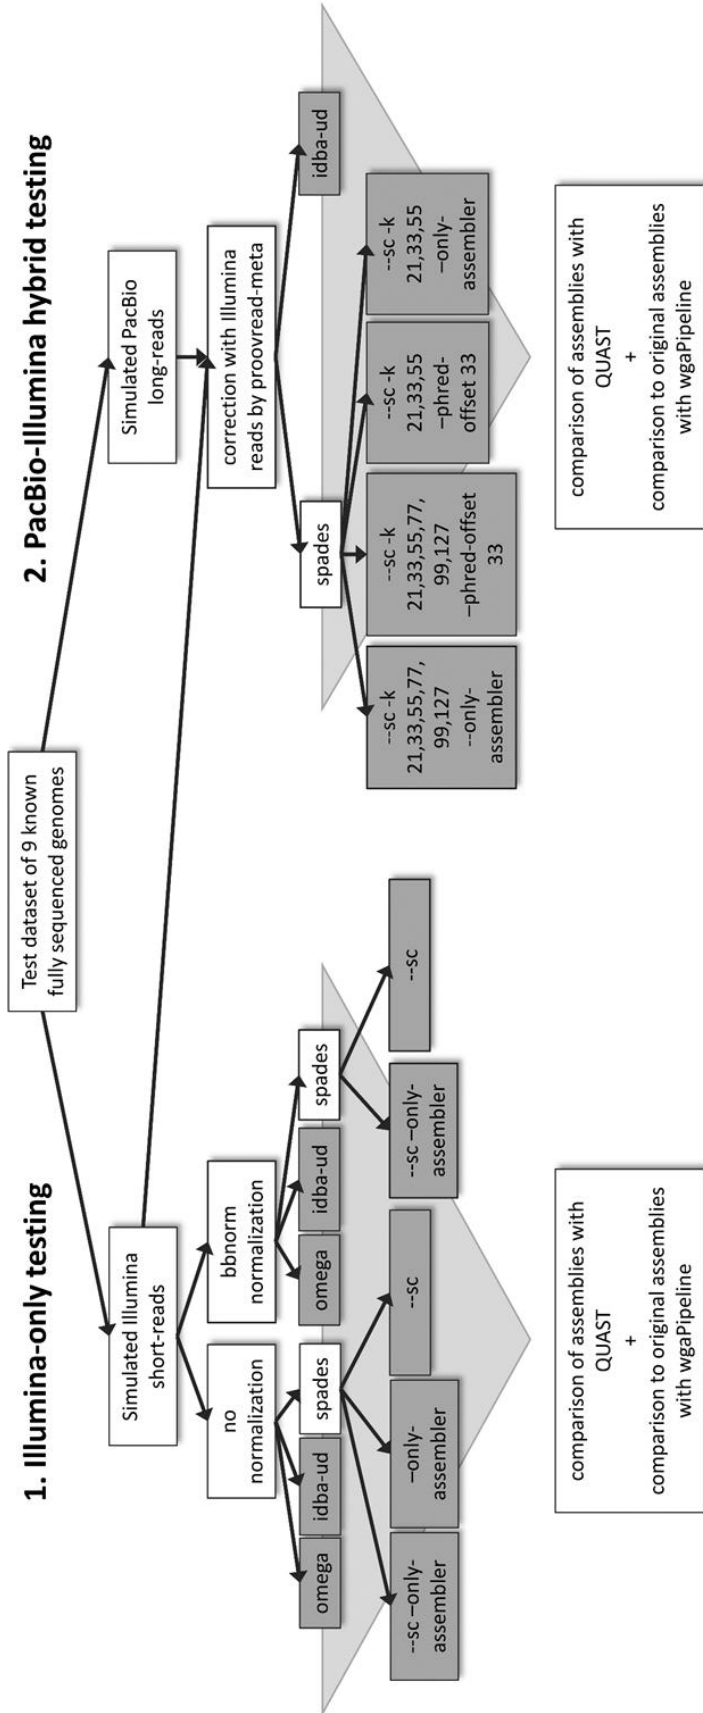 Test dataset of 9 known
fully sequenced genomes
1. Illumina-only testing
Simulated Illumina
short-reads
no
normalization
bbnorm
normalization
omega
idba-ud
spades
omega
idba-ud
spades
--sc –only-
assembler
–only-
assembler
--sc
--sc –only-
assembler
--sc
comparison of assemblies with
QUAST
+
comparison to original assemblies
with wgaPipeline
2. PacBio-Illumina hybrid testing
Simulated PacBio
long-reads
correction with Illumina
reads by proovread-meta
spades
idba-ud
--sc -k
21,33,55,77,
99,127
--only-
assembler
--sc -k
21,33,55,77,
99,127
–phred-offset
33
--sc -k
21,33,55
–phred-
offset 33
--sc -k
21,33,55
–only-
assembler
comparison of assemblies with
QUAST
+
comparison to original assemblies
with wgaPipeline